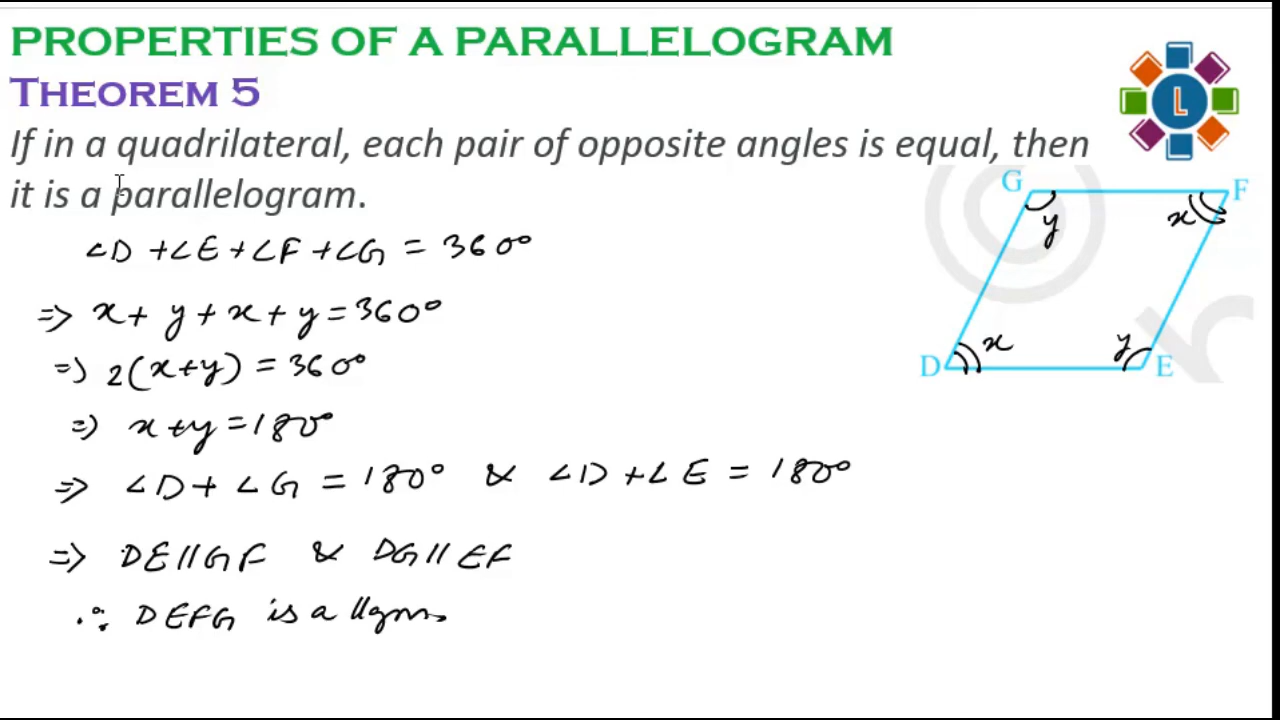 PROPERTIES OF A PARALLELOGRAM
THEOREM 5
If in a quadrilateral, each pair of opposite angles is equal, then
it is a parallelogram.
L
G F
y x
D x y E
∠D + ∠E + ∠F + ∠G = 360°
=> x + y + x + y = 360°
=> 2(x+y) = 360°
=> x+y = 180°
=> ∠D + ∠G = 180° & ∠D + ∠E = 180°
=> DE||GF & DG||EF
∴ DEFG is a ||gm